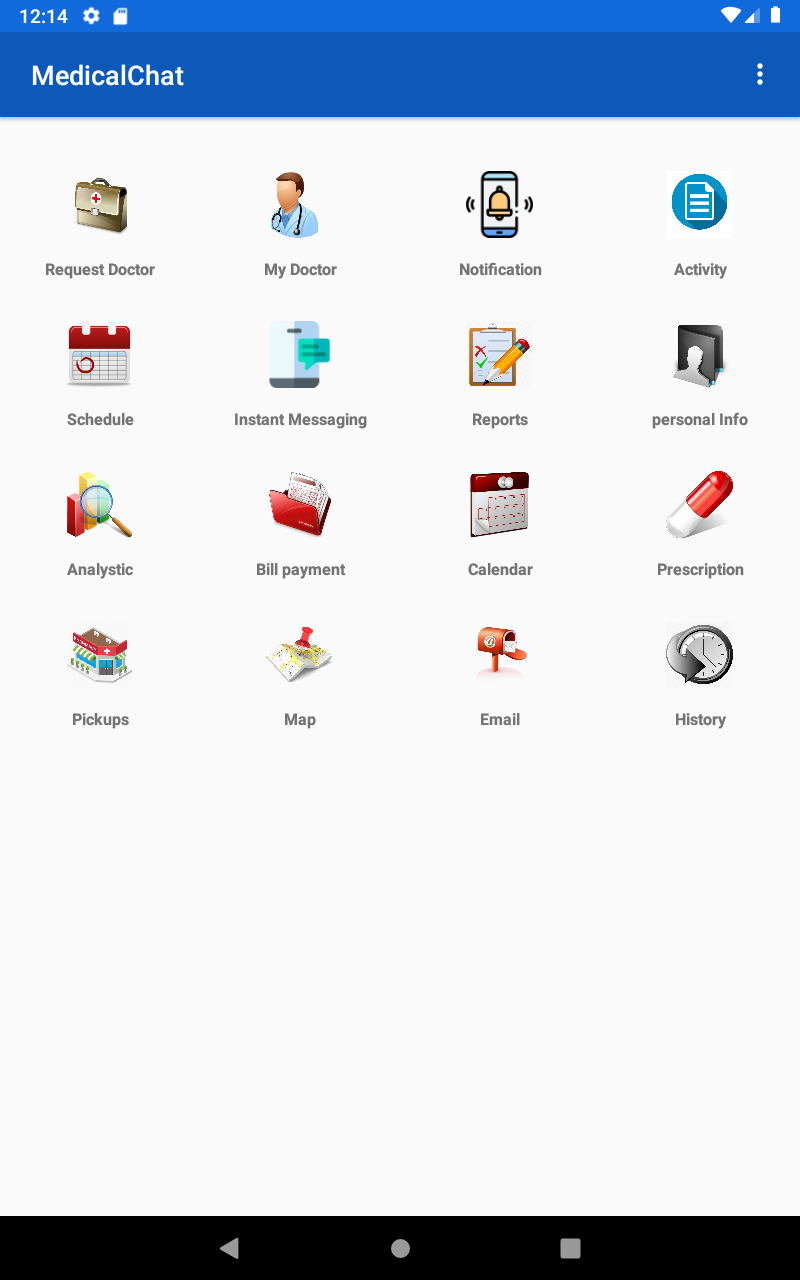 12:14
MedicalChat
Request Doctor
My Doctor
Notification
Activity
Schedule
Instant Messaging
Reports
personal Info
Analystic
Bill payment
Calendar
Prescription
Pickups
Map
Email
History